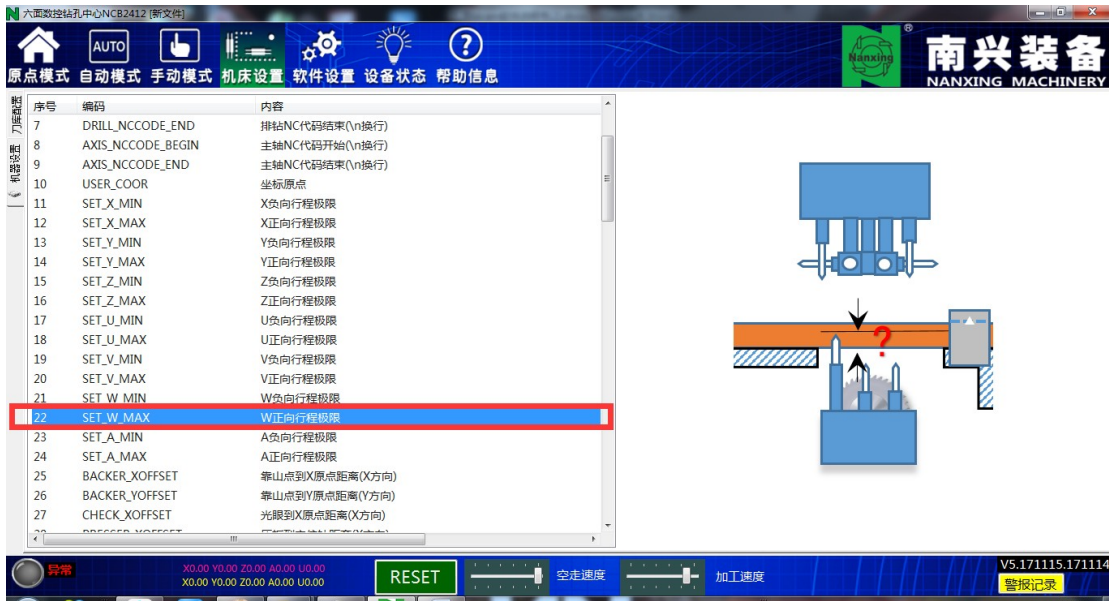 六面数控钻孔中心NCB2412 [新文件]
AUTO
原点模式 自动模式 手动模式 机床设置 软件设置 设备状态 帮助信息
Nanxing ®
南兴装备
NANXING MACHINERY
刀库配置
机器设置
序号 编码 内容
7 DRILL_NCCODE_END 排钻NC代码结束(\n换行)
8 AXIS_NCCODE_BEGIN 主轴NC代码开始(\n换行)
9 AXIS_NCCODE_END 主轴NC代码结束(\n换行)
10 USER_COOR 坐标原点
11 SET_X_MIN X负向行程极限
12 SET_X_MAX X正向行程极限
13 SET_Y_MIN Y负向行程极限
14 SET_Y_MAX Y正向行程极限
15 SET_Z_MIN Z负向行程极限
16 SET_Z_MAX Z正向行程极限
17 SET_U_MIN U负向行程极限
18 SET_U_MAX U正向行程极限
19 SET_V_MIN V负向行程极限
20 SET_V_MAX V正向行程极限
21 SET_W_MIN W负向行程极限
22 SET_W_MAX W正向行程极限
23 SET_A_MIN A负向行程极限
24 SET_A_MAX A正向行程极限
25 BACKER_XOFFSET 靠山点到X原点距离(X方向)
26 BACKER_YOFFSET 靠山点到Y原点距离(Y方向)
27 CHECK_XOFFSET 光眼到X原点距离(X方向)
?
异常
X0.00 Y0.00 Z0.00 A0.00 U0.00
X0.00 Y0.00 Z0.00 A0.00 U0.00
RESET
空走速度
加工速度
V5.171115.171114
警报记录